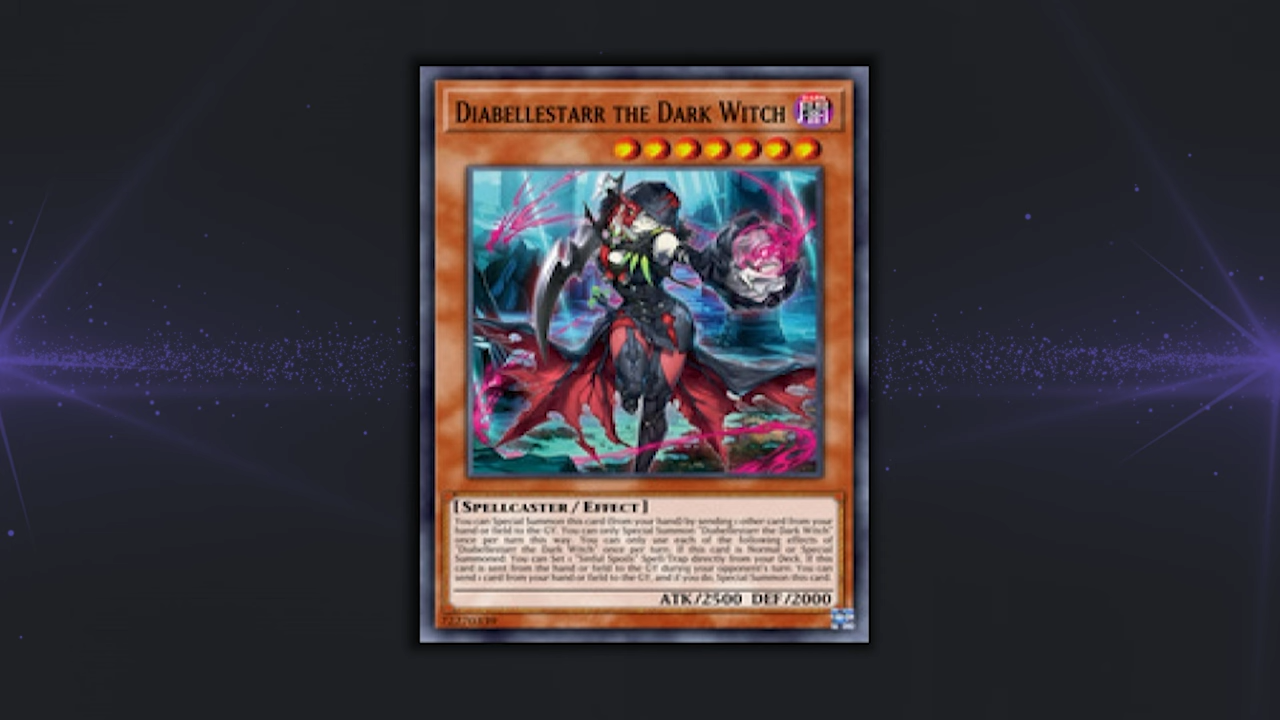 DIABELLESTARR THE DARK WITCH
DARK
[SPELLCASTER / EFFECT]
You can Special Summon this card (from your hand) by sending 1 other card from your
hand or field to the GY. You can only Special Summon "Diabellestarr the Dark Witch"
once per turn this way. You can only use each of the following effects of
"Diabellestarr the Dark Witch" once per turn. If this card is Normal or Special
Summoned: You can Set 1 "Sinful Spoils" Spell/Trap directly from your Deck. If this
card is sent from the hand or field to the GY during your opponent's turn: You can
send 1 card from your hand or field to the GY, and if you do, Special Summon this card.
ATK/2500 DEF/2000